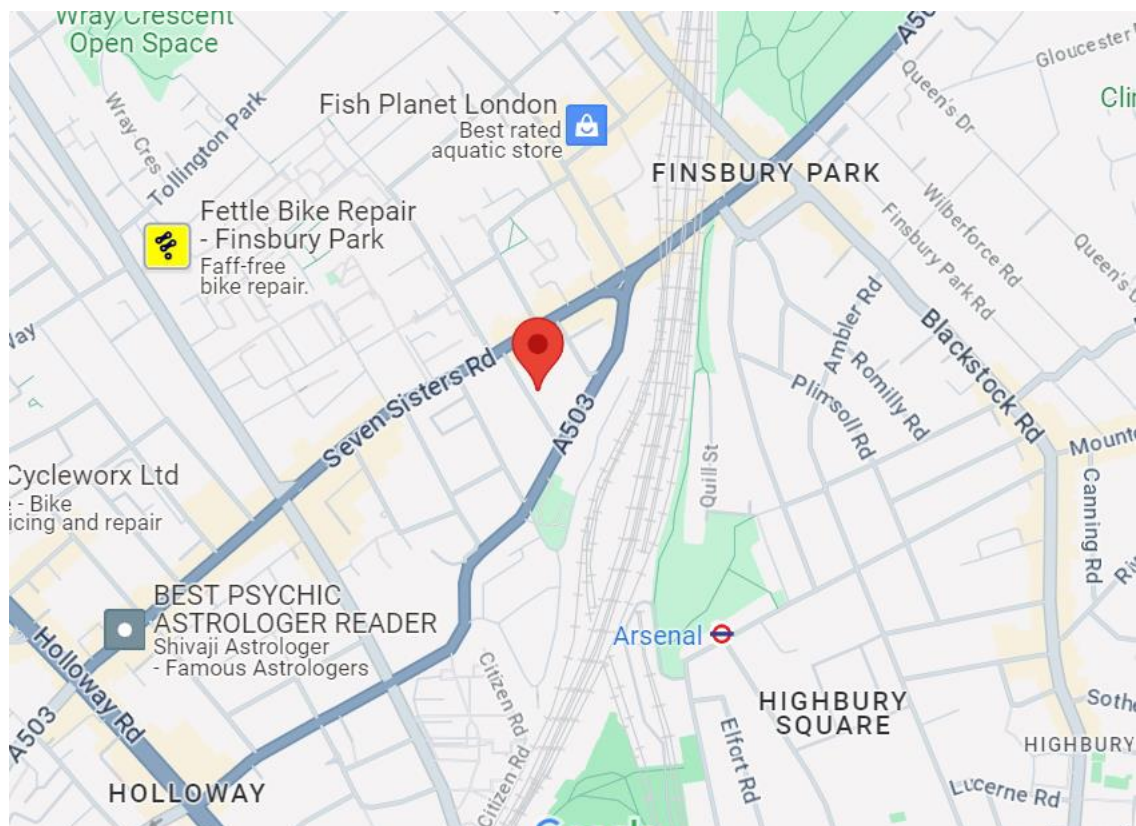 Wray Crescent
Open Space
Gloucester
Queen's Dr
Wray Cres
Tollington Park
Fish Planet London
Best rated
aquatic store
FINSBURY PARK
Fettle Bike Repair
- Finsbury Park
Faff-free
bike repair.
Wilberforce Rd
Finsbury Park Rd
Queen's
Ambler Rd
Romilly Rd
Blackstock Rd
Plimsoll Rd
Seven Sisters Rd
A503
Quill St
Cycleworx Ltd
- Bike
and repair
Canning Rd
BEST PSYCHIC
ASTROLOGER READER
Shivaji Astrologer
- Famous Astrologers
Holloway Rd
A503
Arsenal
Citizen Rd
Citizen Rd
HIGHBURY
SQUARE
Elfort Rd
HIGHBURY
Lucerne Rd
HOLLOWAY